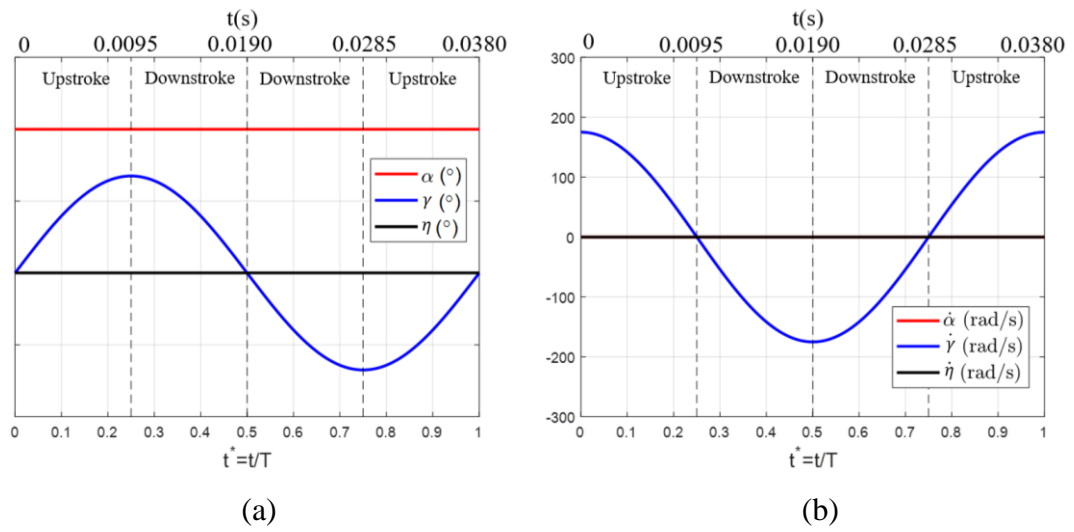 t(s)
0 0.0095 0.0190 0.0285 0.0380
Upstroke Downstroke Downstroke Upstroke
α (°)
γ (°)
η (°)
0 0.1 0.2 0.3 0.4 0.5 0.6 0.7 0.8 0.9 1
t*=t/T
(a)
t(s)
0 0.0095 0.0190 0.0285 0.0380
300
Upstroke Downstroke Downstroke Upstroke
200
100
0
-100
α̇ (rad/s)
γ̇ (rad/s)
η̇ (rad/s)
-200
-300
0 0.1 0.2 0.3 0.4 0.5 0.6 0.7 0.8 0.9 1
t*=t/T
(b)